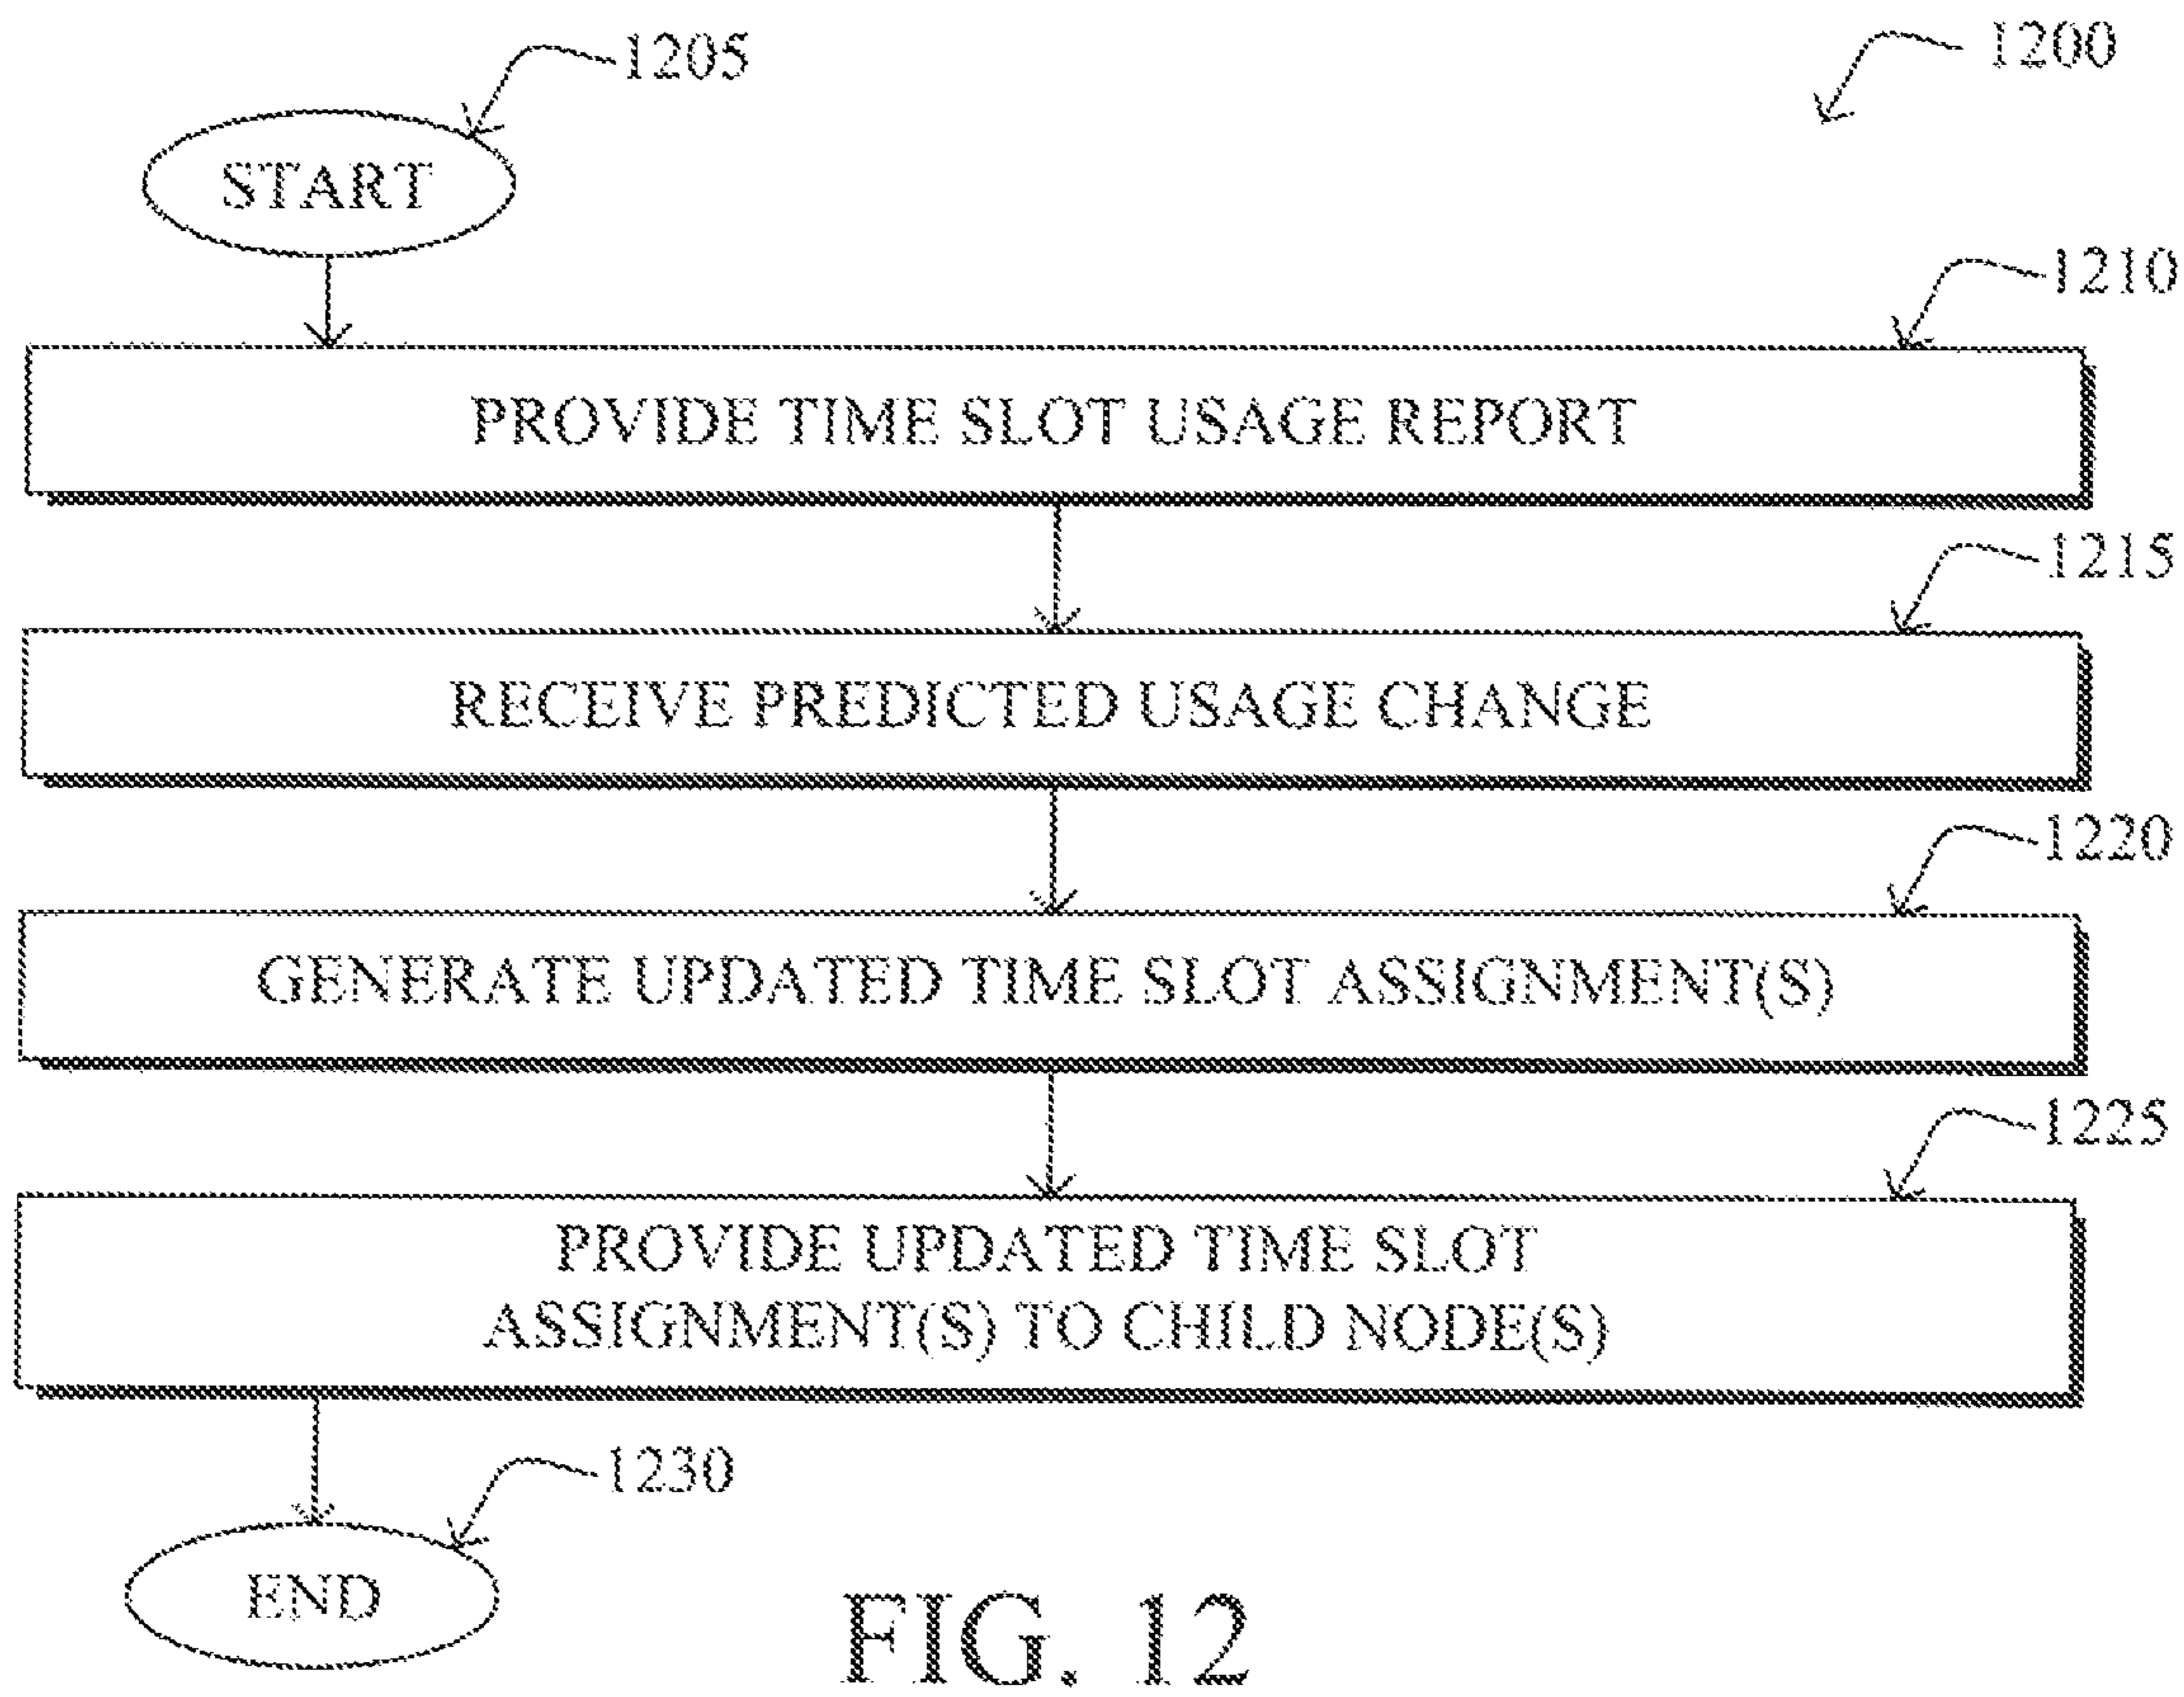 1205
1200
START
1210
PROVIDE TIME SLOT USAGE REPORT
1215
RECEIVE PREDICTED USAGE CHANGE
1220
GENERATE UPDATED TIME SLOT ASSIGNMENT(S)
1225
PROVIDE UPDATED TIME SLOT
ASSIGNMENT(S) TO CHILD NODE(S)
1230
END
FIG. 12